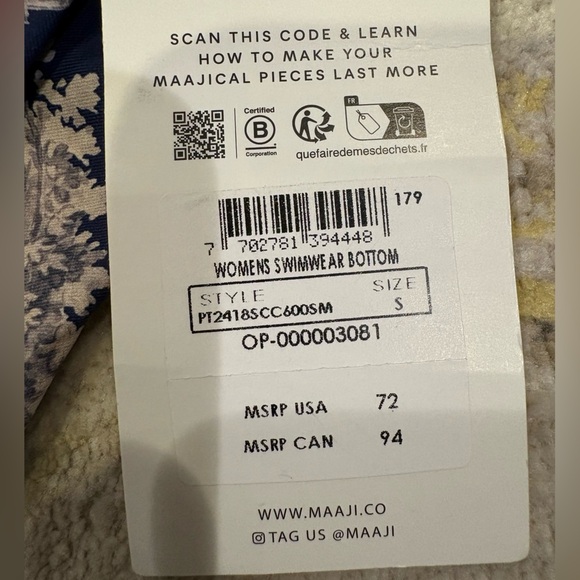 SCAN THIS CODE & LEARN
HOW TO MAKE YOUR
MAAJICAL PIECES LAST MORE
Certified
B
Corporation
FR
quefairedemesdechets.fr
179
7 702781 394448
WOMENS SWIMWEAR BOTTOM
STYLE SIZE
PT2418SCC600SM S
OP-000003081
MSRP USA 72
MSRP CAN 94
WWW.MAAJI.CO
TAG US @MAAJI